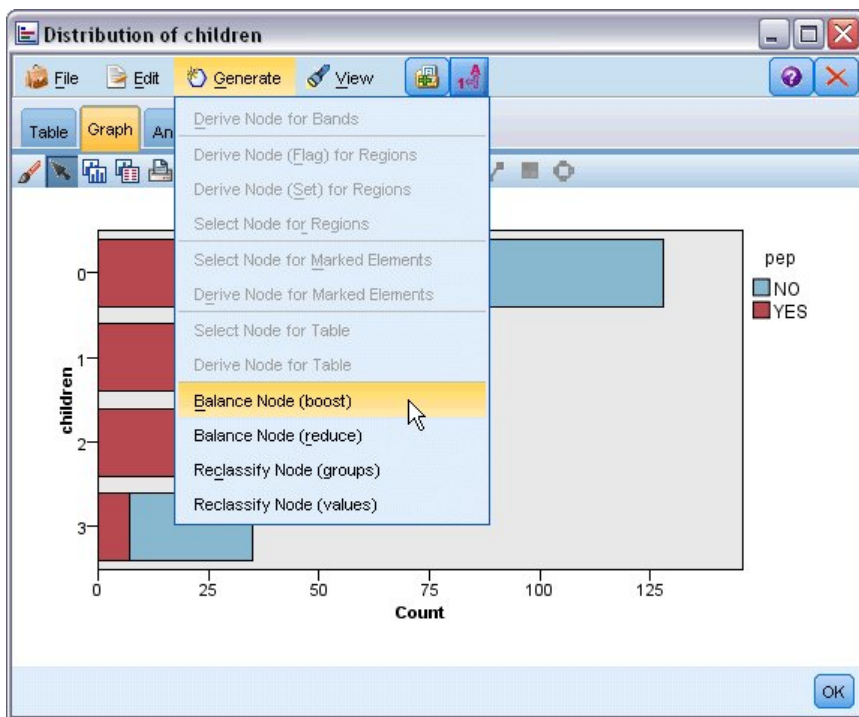 Distribution of children
File Edit Generate View
Table Graph An
Derive Node for Bands
Derive Node (Flag) for Regions
Derive Node (Set) for Regions
Select Node for Regions
Select Node for Marked Elements
Derive Node for Marked Elements
Select Node for Table
Derive Node for Table
Balance Node (boost)
Balance Node (reduce)
Reclassify Node (groups)
Reclassify Node (values)
children
0
1
2
3
0 25 50 75 100 125
Count
pep
NO
YES
OK